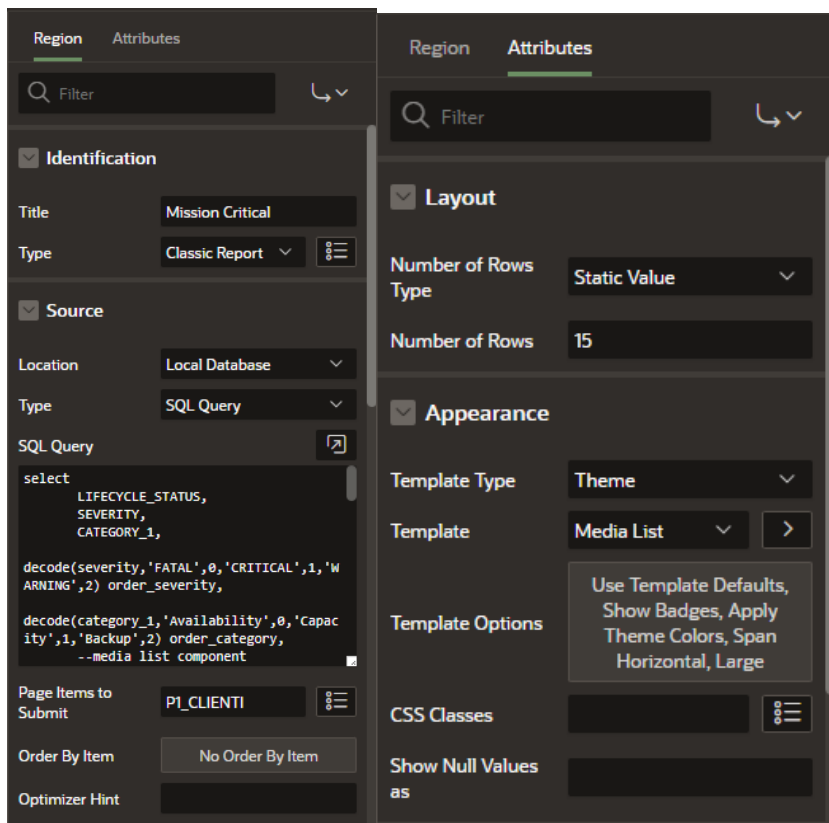 Region Attributes
Filter
Identification
Title Mission Critical
Type Classic Report
Source
Location Local Database
Type SQL Query
SQL Query
select
LIFECYCLE_STATUS,
SEVERITY,
CATEGORY_1,
decode(severity,'FATAL',0,'CRITICAL',1,'W
ARNING',2) order_severity,
decode(category_1,'Availability',0,'Capac
ity',1,'Backup',2) order_category,
--media list component
Page Items to
Submit
P1_CLIENTI
Order By Item No Order By Item
Optimizer Hint
Region Attributes
Filter
Layout
Number of Rows
Type
Static Value
Number of Rows 15
Appearance
Template Type Theme
Template Media List
Template Options
Use Template Defaults,
Show Badges, Apply
Theme Colors, Span
Horizontal, Large
CSS Classes
Show Null Values
as